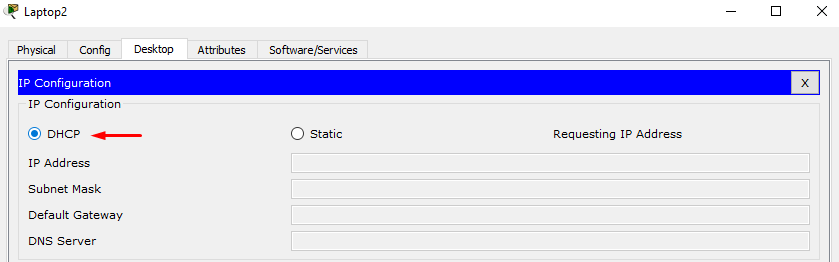 Laptop2
Physical Config Desktop Attributes Software/Services
IP Configuration X
IP Configuration
DHCP Static Requesting IP Address
IP Address
Subnet Mask
Default Gateway
DNS Server